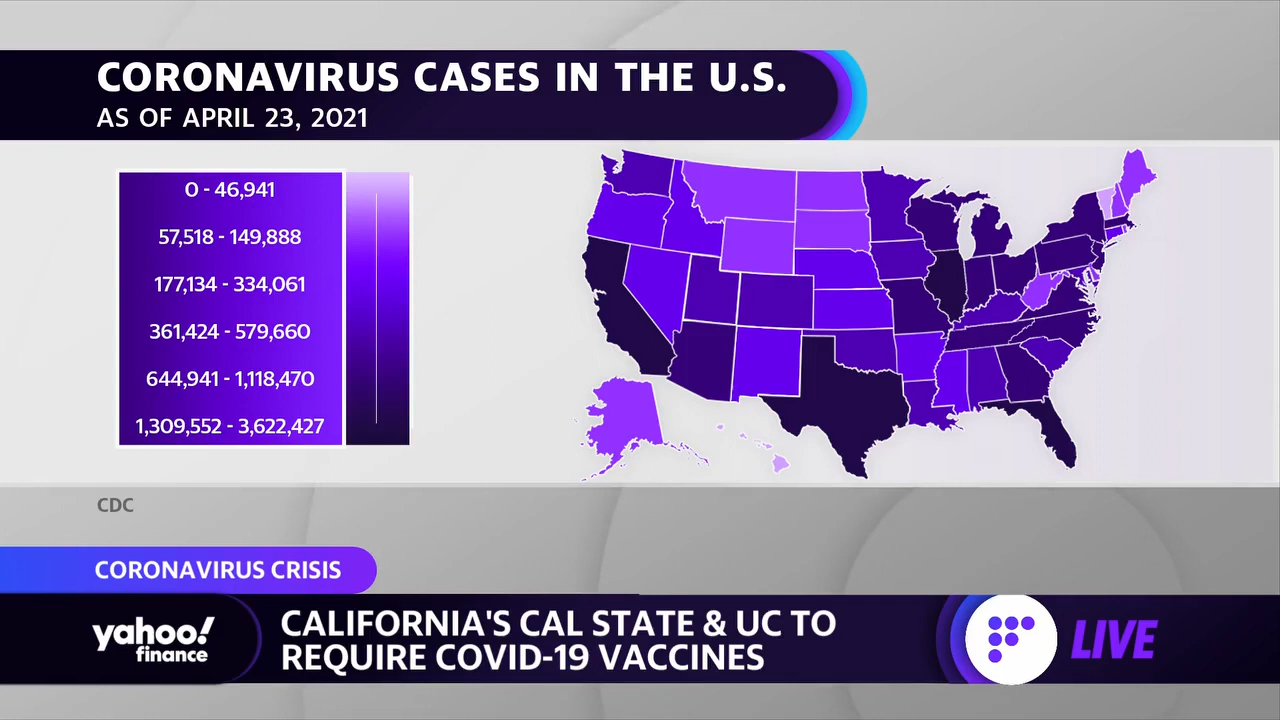 CORONAVIRUS CASES IN THE U.S.
AS OF APRIL 23, 2021
0 - 46,941
57,518 - 149,888
177,134 - 334,061
361,424 - 579,660
644,941 - 1,118,470
1,309,552 - 3,622,427
CDC
CORONAVIRUS CRISIS
yahoo!
finance
CALIFORNIA'S CAL STATE & UC TO
REQUIRE COVID-19 VACCINES
LIVE